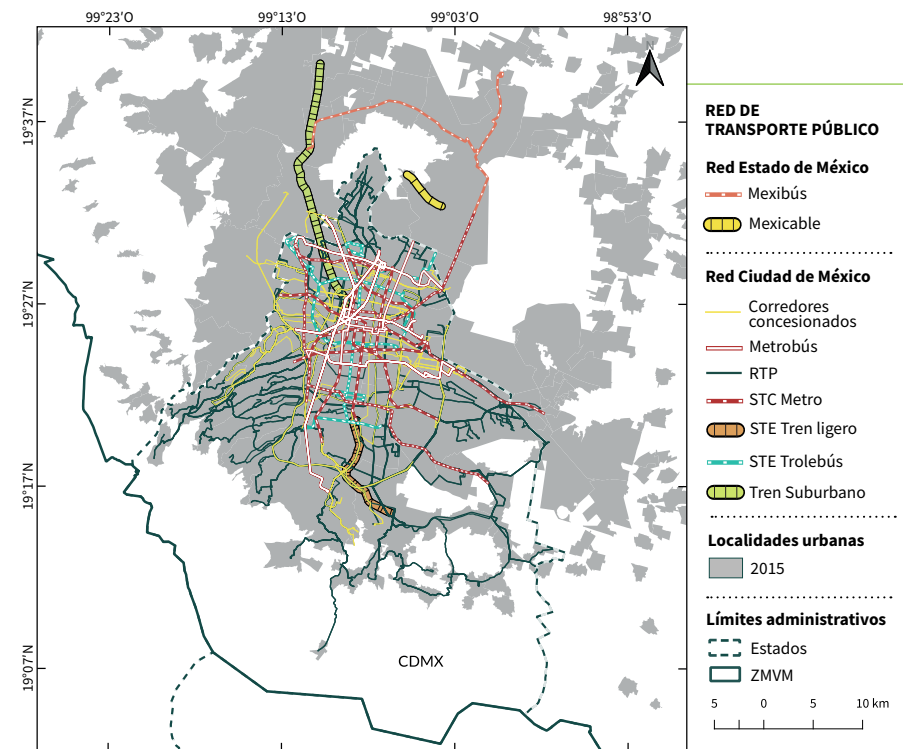 99°23'O
99°13'O
99°03'O
98°53'O
19°37'N
19°27'N
19°17'N
19°07'N
N
CDMX
RED DE
TRANSPORTE PÚBLICO
Red Estado de México
Mexibús
Mexicable
Red Ciudad de México
Corredores
concesionados
Metrobús
RTP
STC Metro
STE Tren ligero
STE Trolebús
Tren Suburbano
Localidades urbanas
2015
Límites administrativos
Estados
ZMVM
5 0 5 10 km